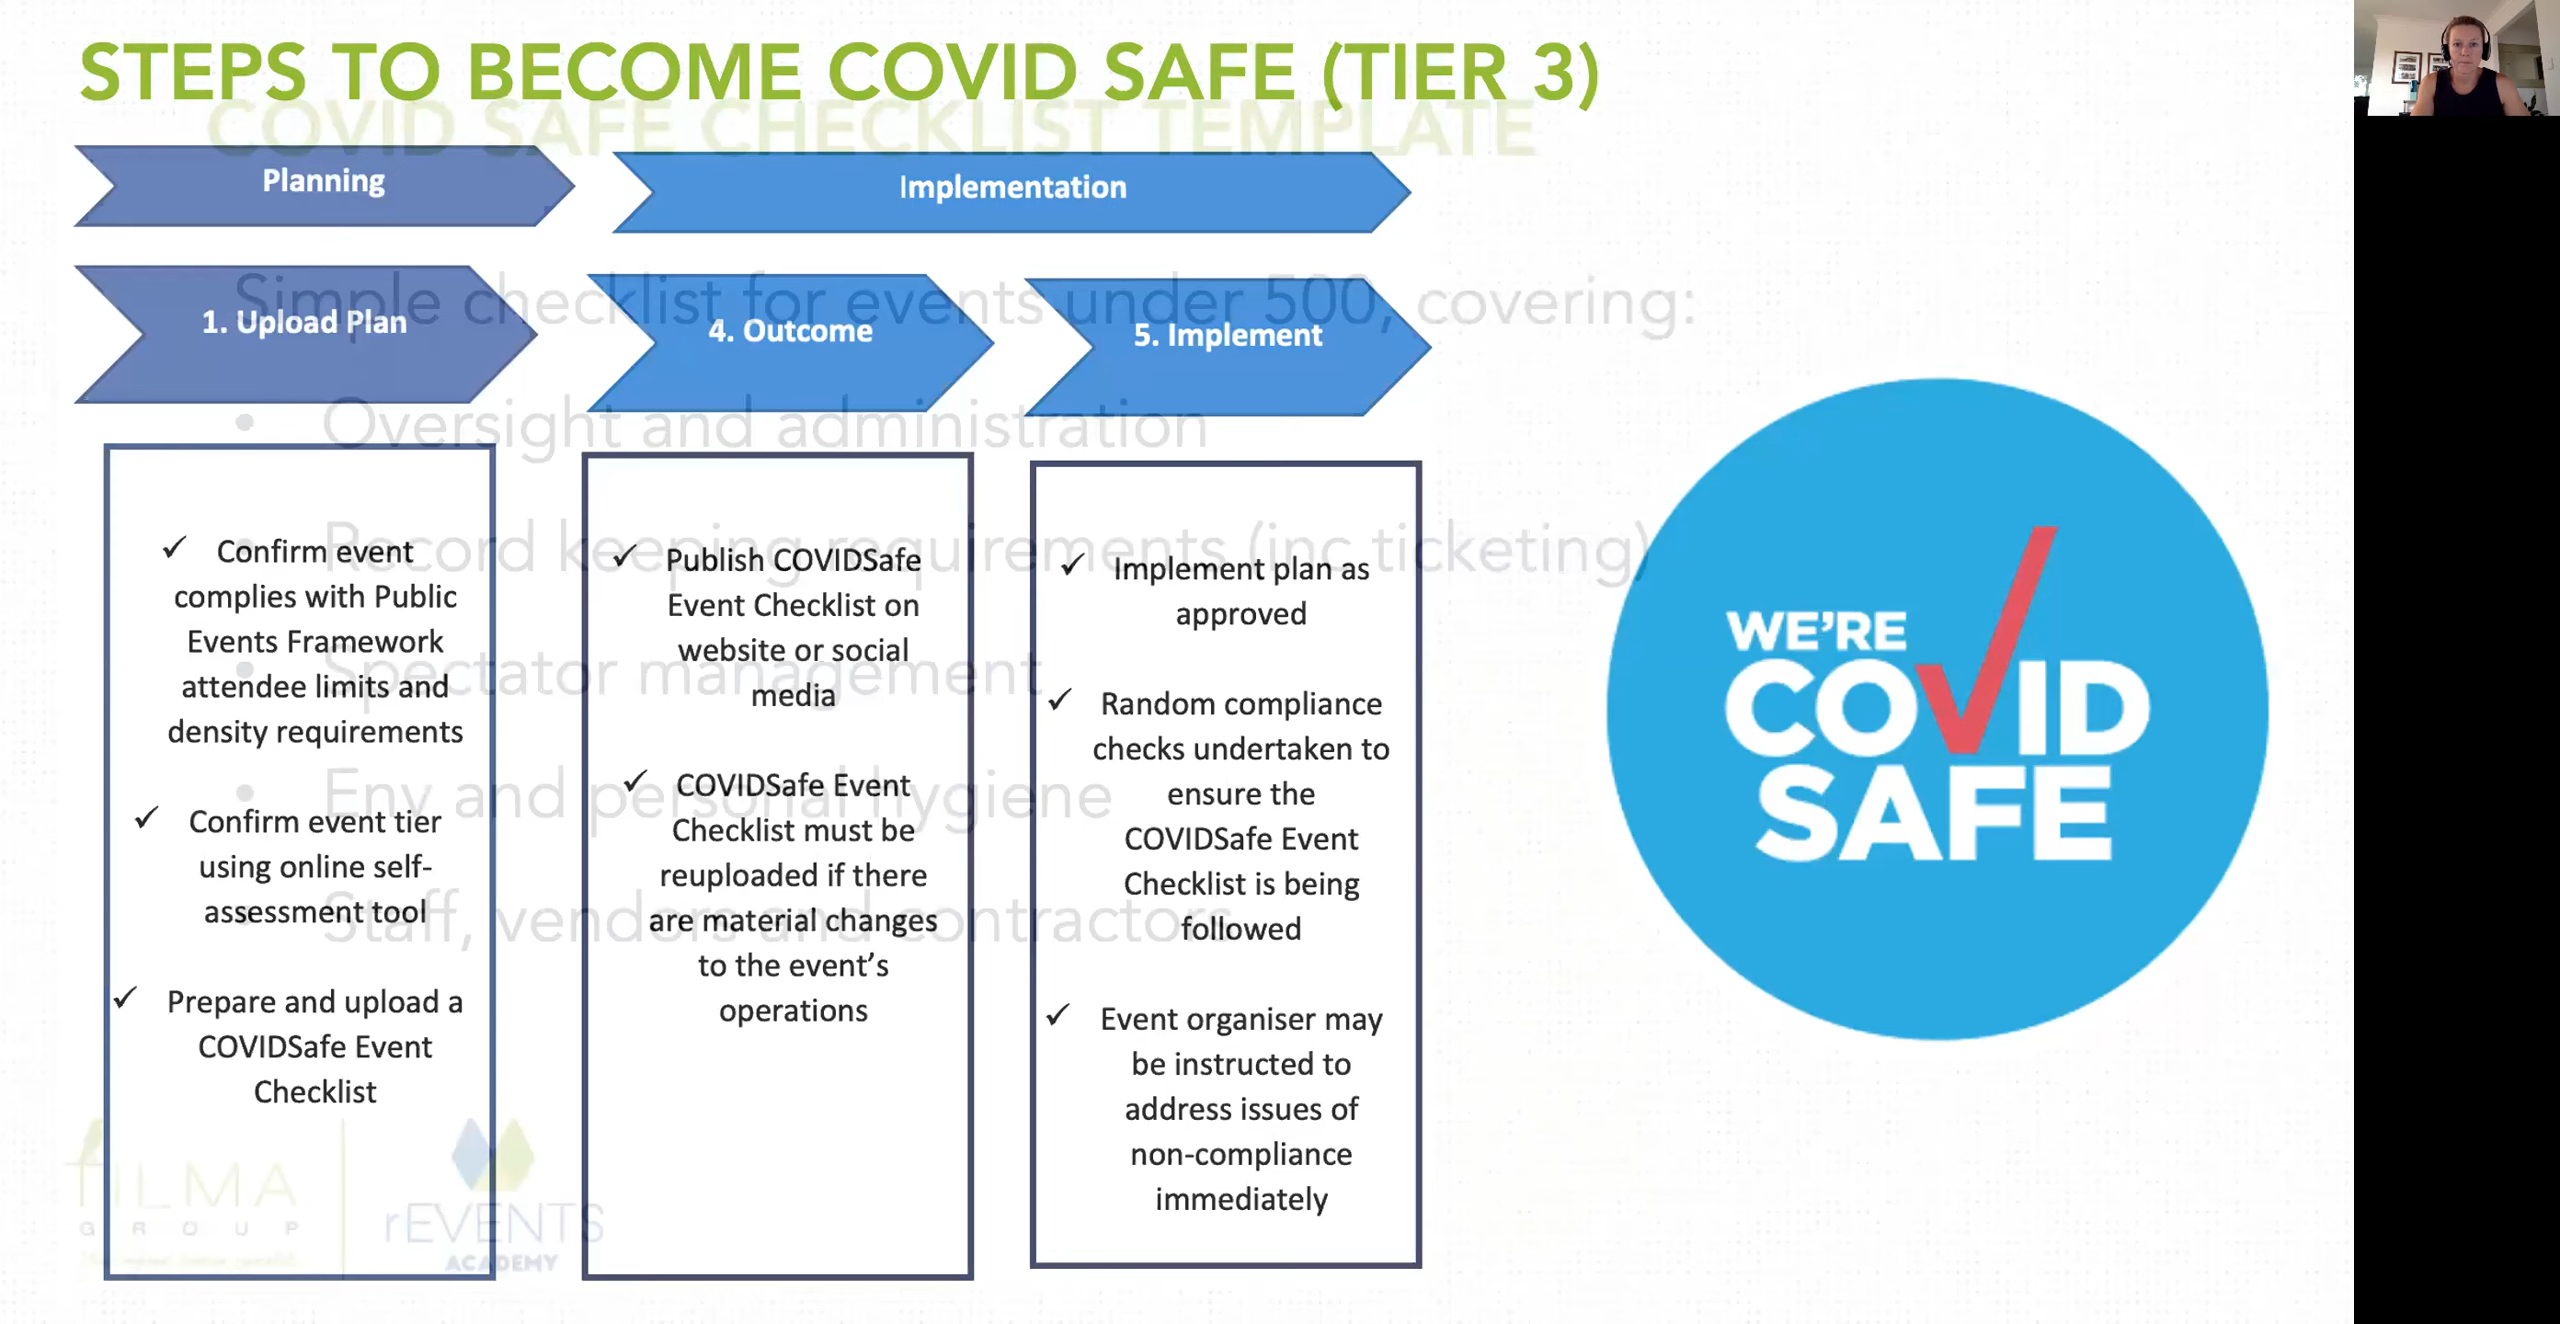 STEPS TO BECOME COVID SAFE (TIER 3)
COVID SAFE CHECKLIST TEMPLATE
Planning
Implementation
Simple checklist for events under 500, covering:
1. Upload Plan
4. Outcome
5. Implement
• Oversight and administration
• Record keeping requirements (inc ticketing)
• Spectator management
• Env and personal hygiene
• Staff, vendors and contractors
✓ Confirm event
complies with Public
Events Framework
attendee limits and
density requirements
✓ Confirm event tier
using online self-
assessment tool
✓ Prepare and upload a
COVIDSafe Event
Checklist
✓ Publish COVIDSafe
Event Checklist on
website or social
media
✓ COVIDSafe Event
Checklist must be
reuploaded if there
are material changes
to the event’s
operations
✓ Implement plan as
approved
✓ Random compliance
checks undertaken to
ensure the
COVIDSafe Event
Checklist is being
followed
✓ Event organiser may
be instructed to
address issues of
non-compliance
immediately
WE’RE
COVID
SAFE
FILMA
GROUP
rEVENTS
ACADEMY